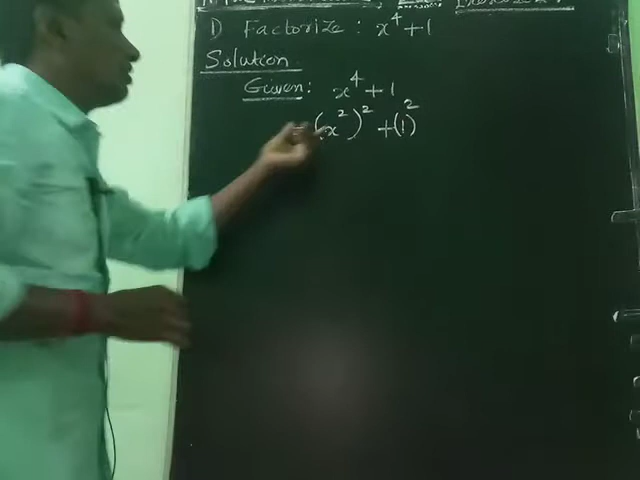 1) Factorize : x⁴+1
Solution
Given: x⁴+1
(x²)²+(1)²